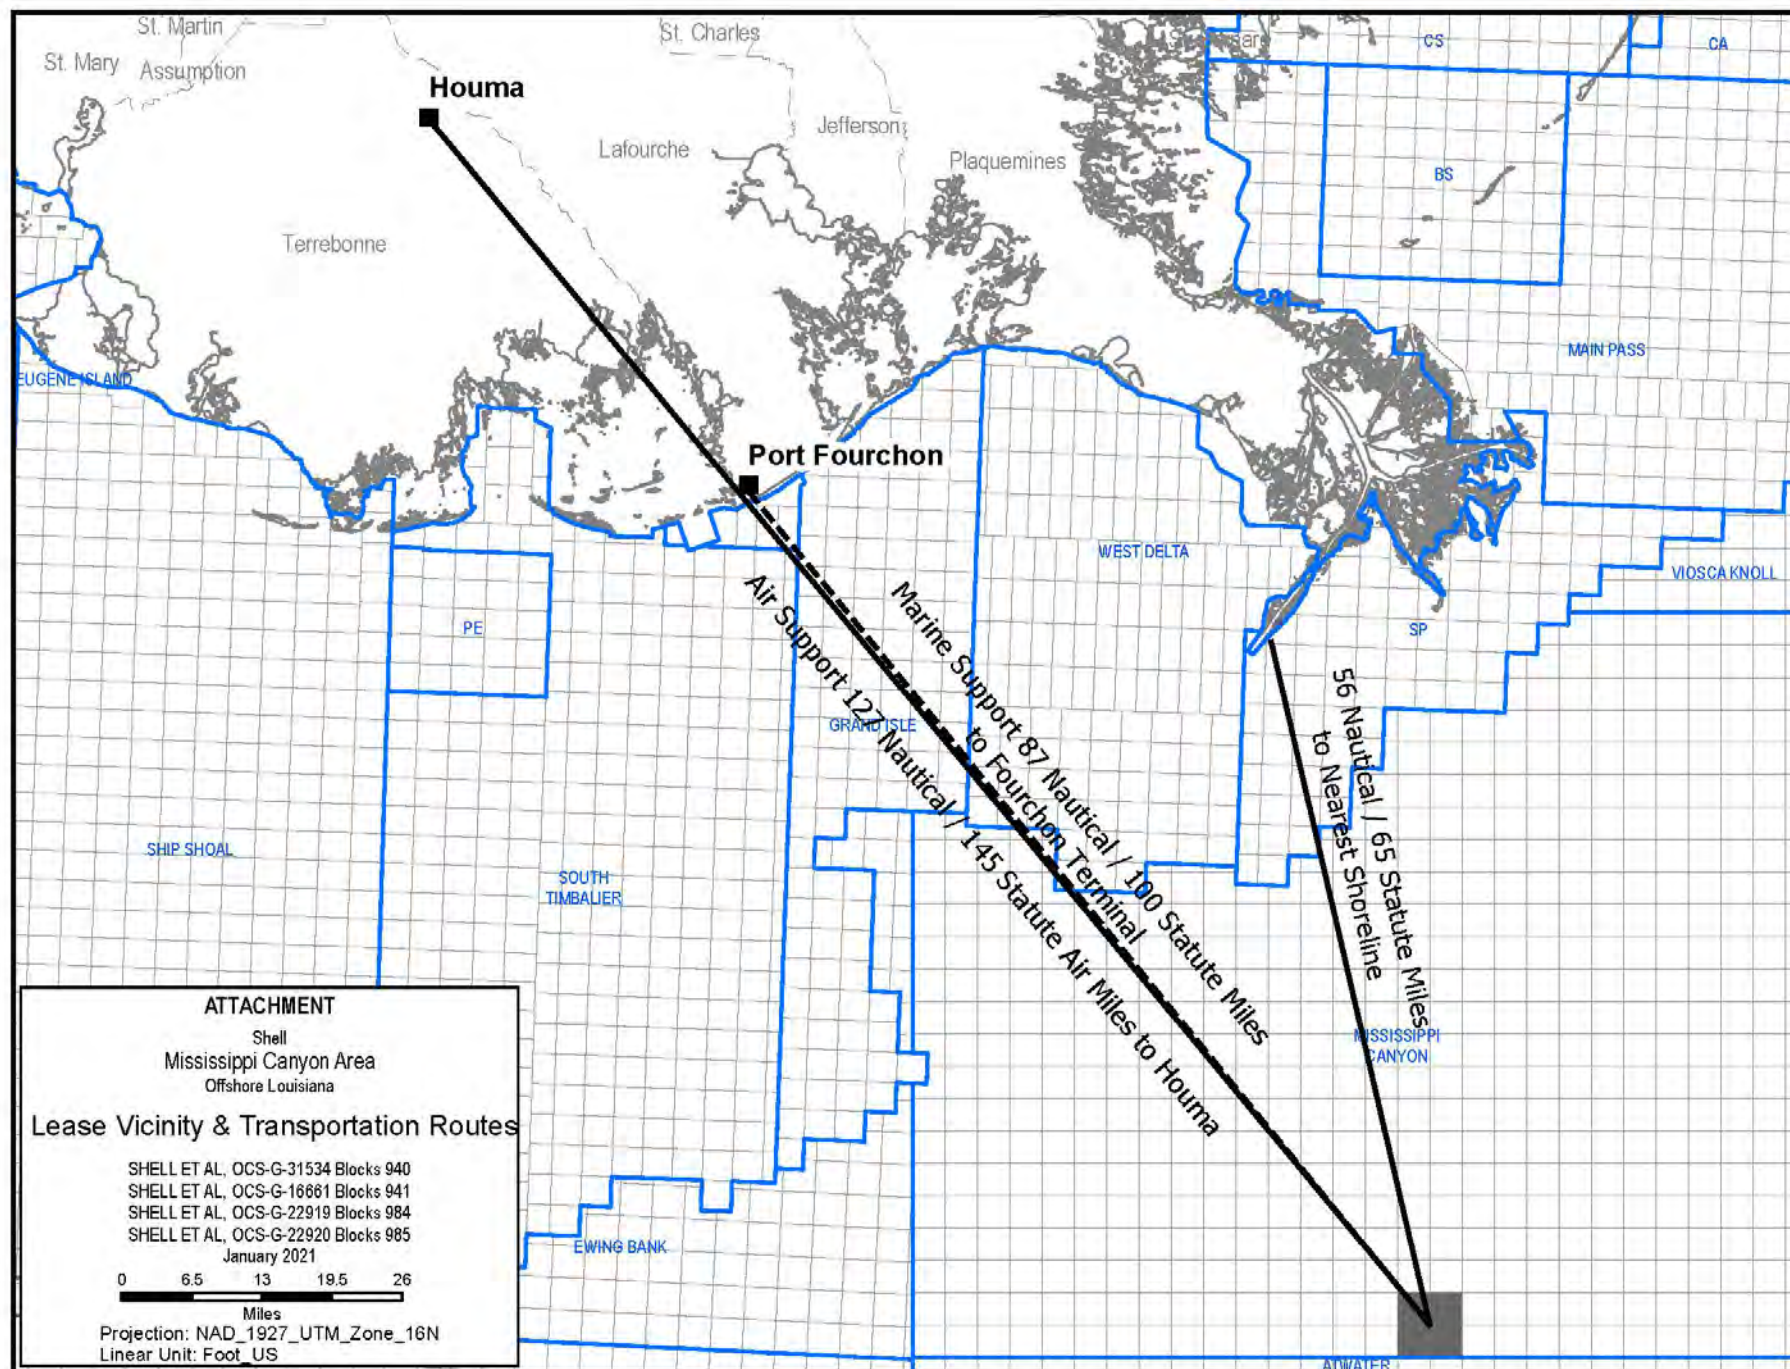 St. Martin
St. Charles
CS
CA
St. Mary
Assumption
Houma
Lafourche
Jefferson
Plaquemines
BS
Terrebonne
MAIN PASS
EUGENE ISLAND
Port Fourchon
WEST DELTA
VIOSCA KNOLL
PE
SP
GRAND ISLE
Marine Support 87 Nautical / 100 Statute Miles
to Fourchon Terminal
Air Support 127 Nautical / 145 Statute Air Miles to Houma
56 Nautical / 65 Statute Miles
to Nearest Shoreline
SHIP SHOAL
SOUTH
TIMBALIER
MISSISSIPPI
CANYON
EWING BANK
ATWATER
ATTACHMENT
Shell
Mississippi Canyon Area
Offshore Louisiana
Lease Vicinity & Transportation Routes
SHELL ET AL, OCS-G-31534 Blocks 940
SHELL ET AL, OCS-G-16661 Blocks 941
SHELL ET AL, OCS-G-22919 Blocks 984
SHELL ET AL, OCS-G-22920 Blocks 985
January 2021
0 6.5 13 19.5 26
Miles
Projection: NAD_1927_UTM_Zone_16N
Linear Unit: Foot_US